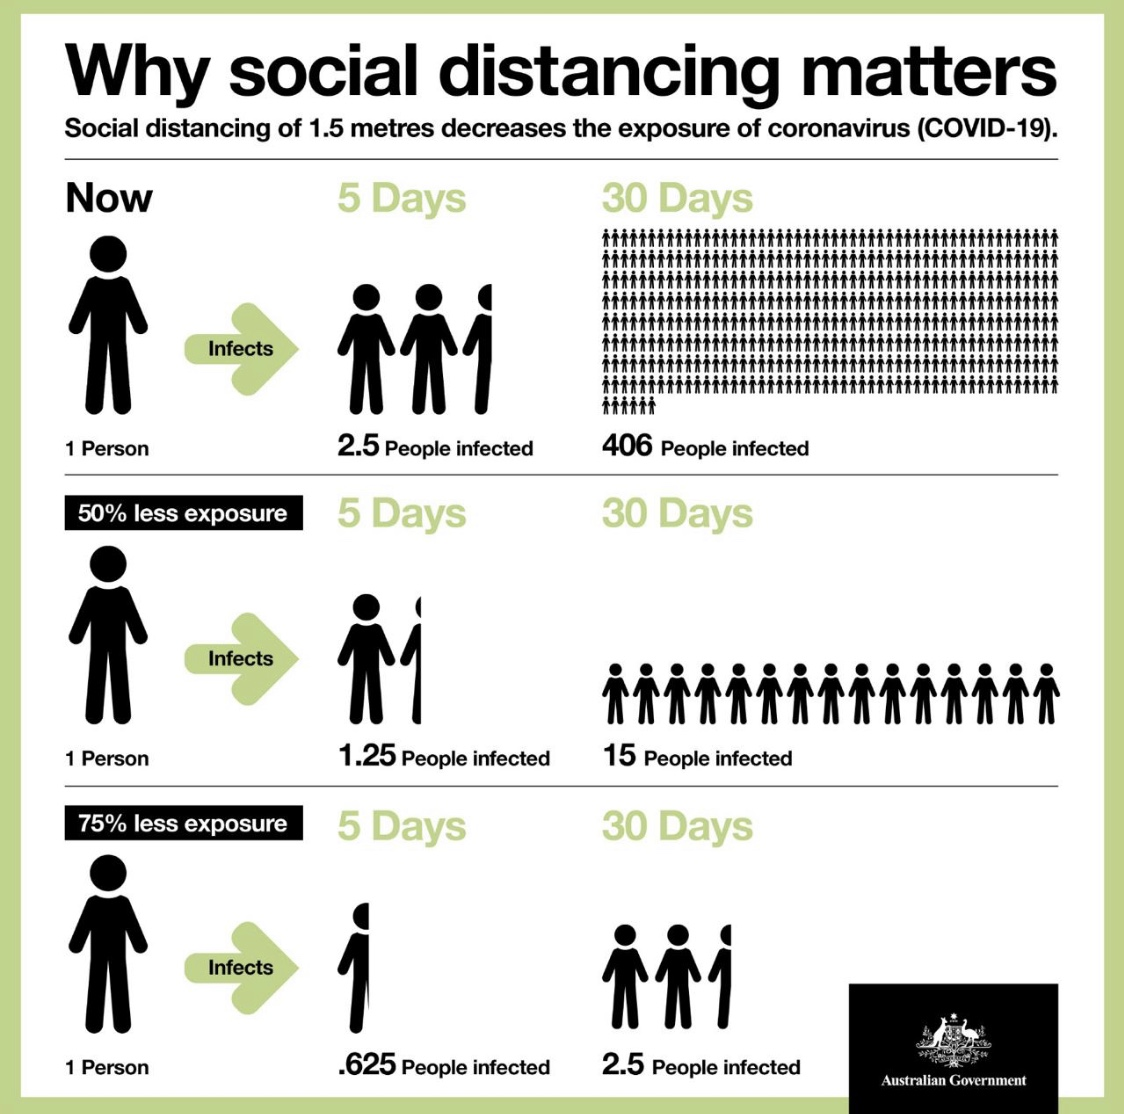 Why social distancing matters
Social distancing of 1.5 metres decreases the exposure of coronavirus (COVID-19).
Now
5 Days
30 Days
Infects
1 Person
2.5 People infected
406 People infected
50% less exposure
5 Days
30 Days
Infects
1 Person
1.25 People infected
15 People infected
75% less exposure
5 Days
30 Days
Infects
1 Person
.625 People infected
2.5 People infected
Australian Government